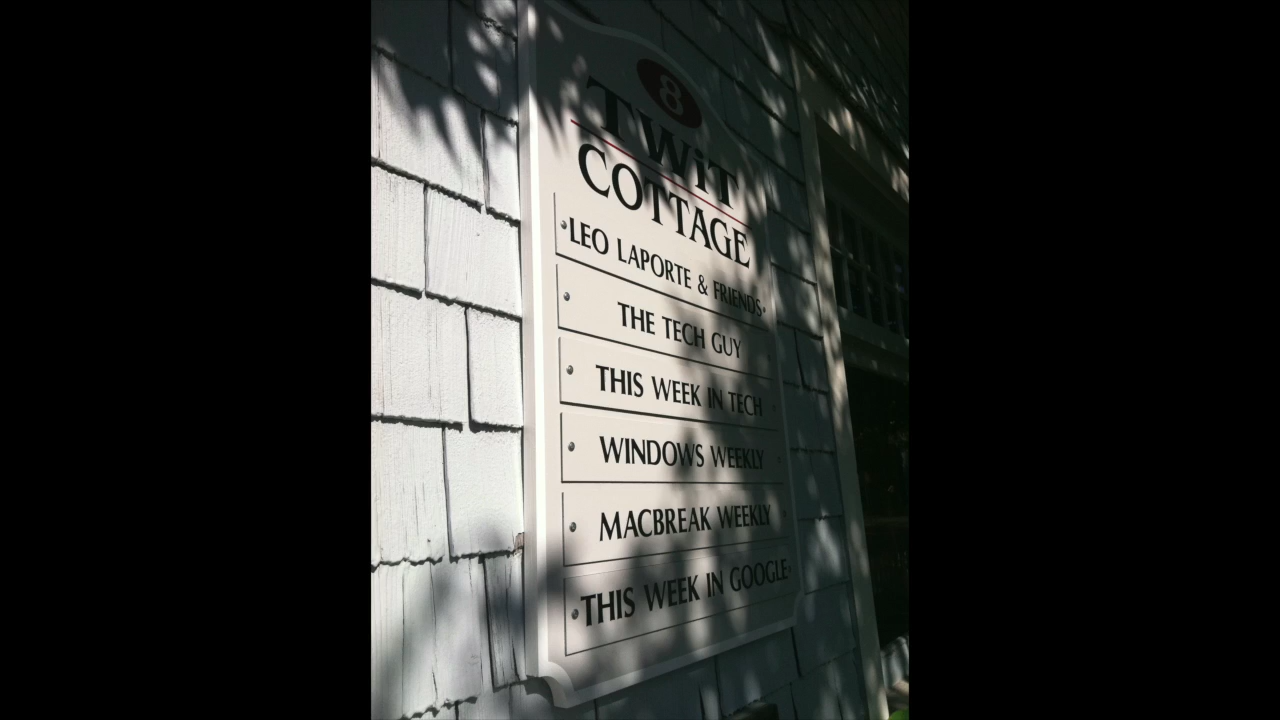 8
TWiT
COTTAGE
LEO LAPORTE & FRIENDS
THE TECH GUY
THIS WEEK IN TECH
WINDOWS WEEKLY
MACBREAK WEEKLY
THIS WEEK IN GOOGLE